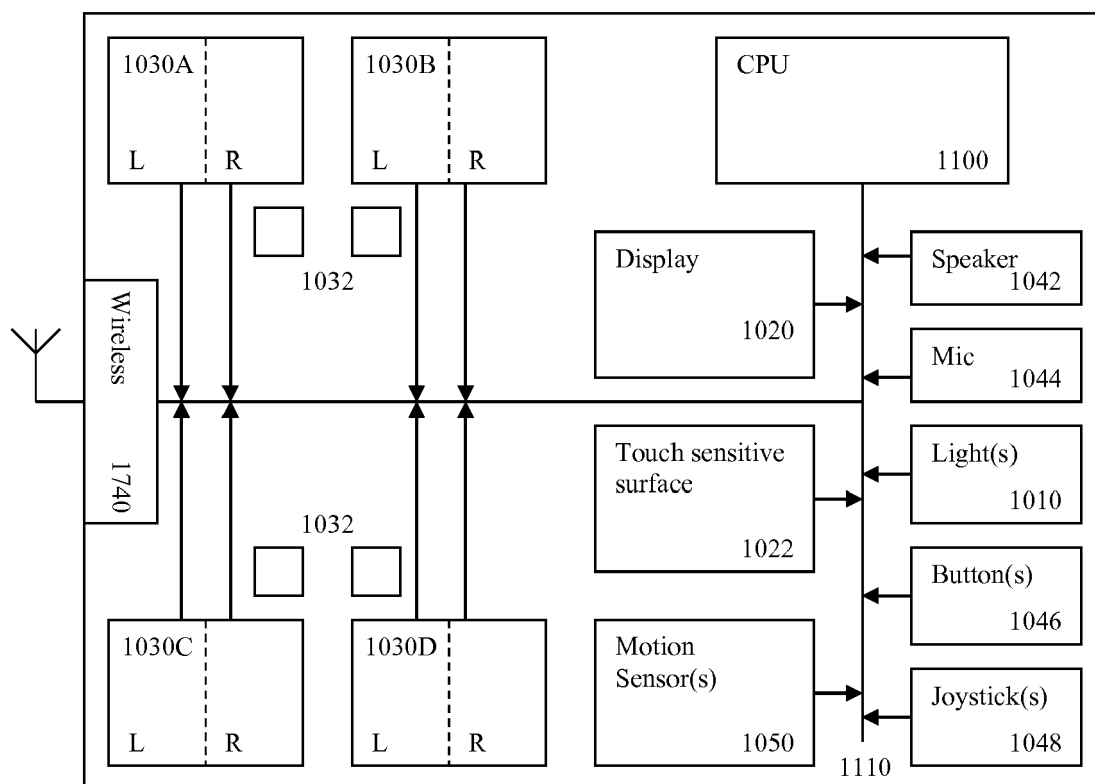 1030A
L
R
1030B
L
R
CPU
1100
1032
Display
1020
Speaker
1042
Mic
1044
Wireless
1740
Touch sensitive
surface
1022
Light(s)
1010
1032
Button(s)
1046
1030C
L
R
1030D
L
R
Motion
Sensor(s)
1050
Joystick(s)
1048
1110